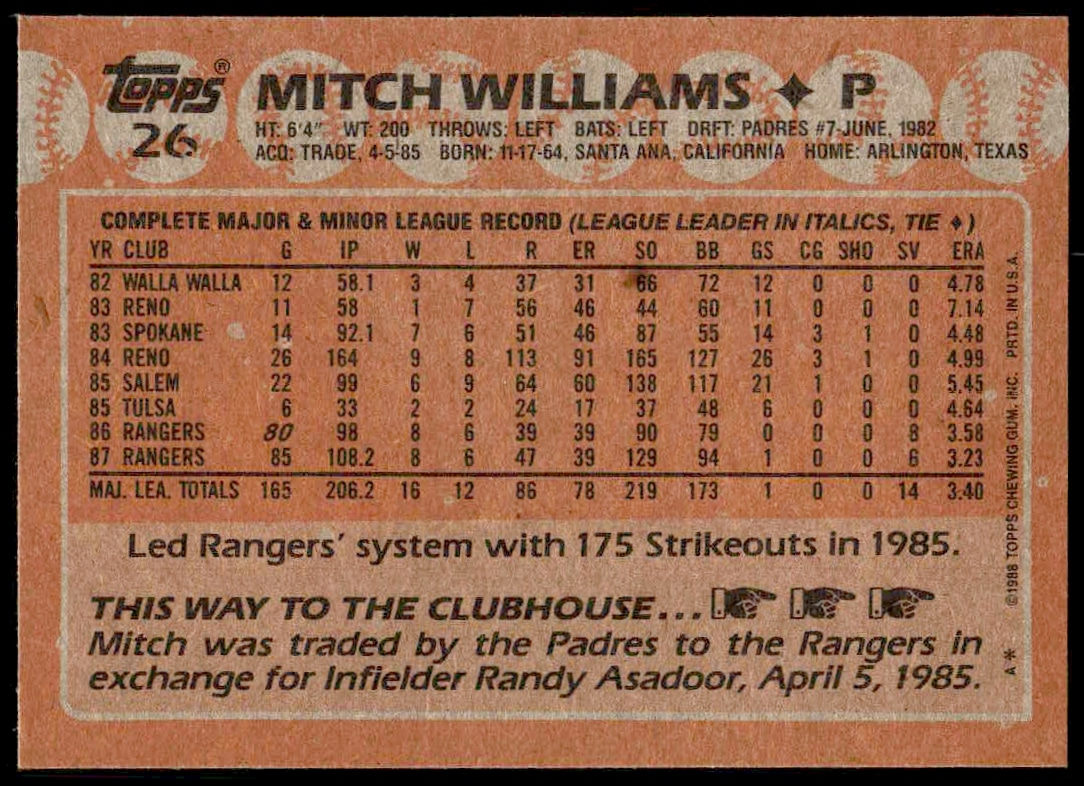 Topps® MITCH WILLIAMS ♦ P
26 HT: 6'4" WT: 200 THROWS: LEFT BATS: LEFT DRFT: PADRES #7-JUNE, 1982
ACQ: TRADE, 4-5-85 BORN: 11-17-64, SANTA ANA, CALIFORNIA HOME: ARLINGTON, TEXAS
COMPLETE MAJOR & MINOR LEAGUE RECORD (LEAGUE LEADER IN ITALICS, TIE ♦)
YR CLUB G IP W L R ER SO BB GS CG SHO SV ERA
82 WALLA WALLA 12 58.1 3 4 37 31 66 72 12 0 0 0 4.78
83 RENO 11 58 1 7 56 46 44 60 11 0 0 0 7.14
83 SPOKANE 14 92.1 7 6 51 46 87 55 14 3 1 0 4.48
84 RENO 26 164 9 8 113 91 165 127 26 3 1 0 4.99
85 SALEM 22 99 6 9 64 60 138 117 21 1 0 0 5.45
85 TULSA 6 33 2 2 24 17 37 48 6 0 0 0 4.64
86 RANGERS 80 98 8 6 39 39 90 79 0 0 0 8 3.58
87 RANGERS 85 108.2 8 6 47 39 129 94 1 0 0 6 3.23
MAJ. LEA. TOTALS 165 206.2 16 12 86 78 219 173 1 0 0 14 3.40
Led Rangers' system with 175 Strikeouts in 1985.
THIS WAY TO THE CLUBHOUSE...
Mitch was traded by the Padres to the Rangers in
exchange for Infielder Randy Asadoor, April 5, 1985.
A * ©1988 TOPPS CHEWING GUM, INC. PRTD. IN U.S.A.